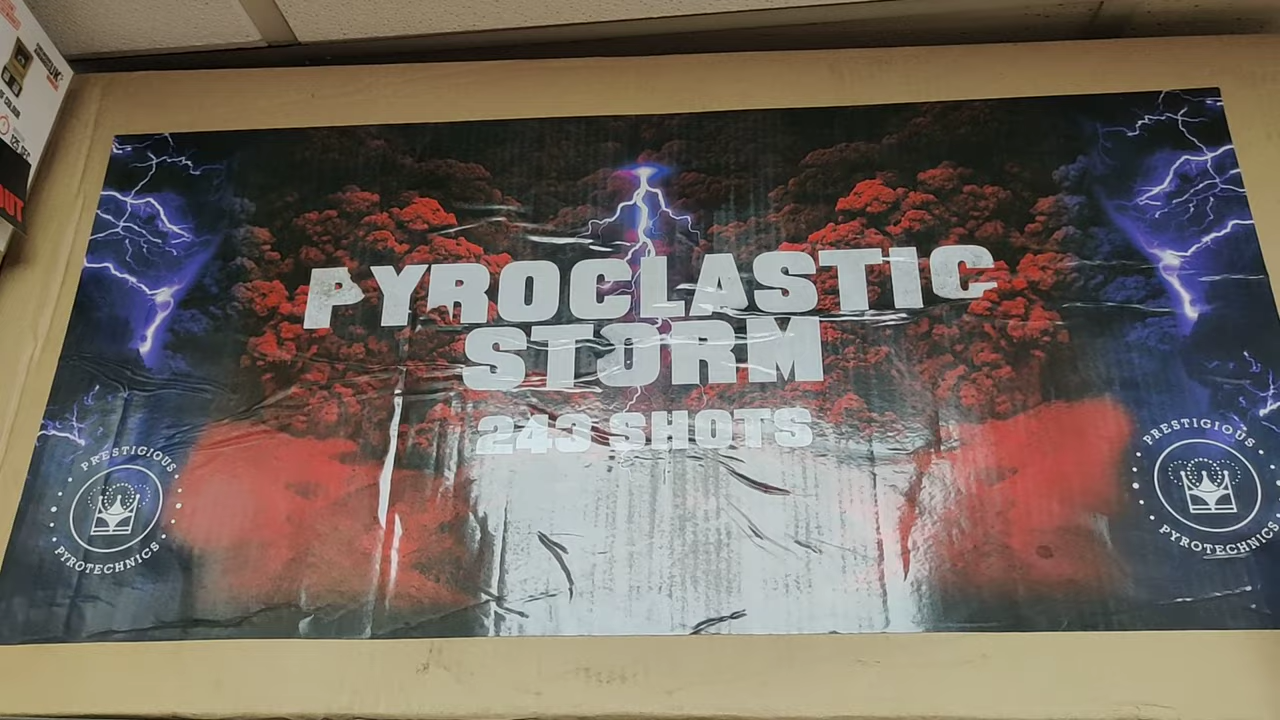 PYROCLASTIC
STORM
243 SHOTS
PRESTIGIOUS
PYROTECHNICS
PRESTIGIOUS
PYROTECHNICS